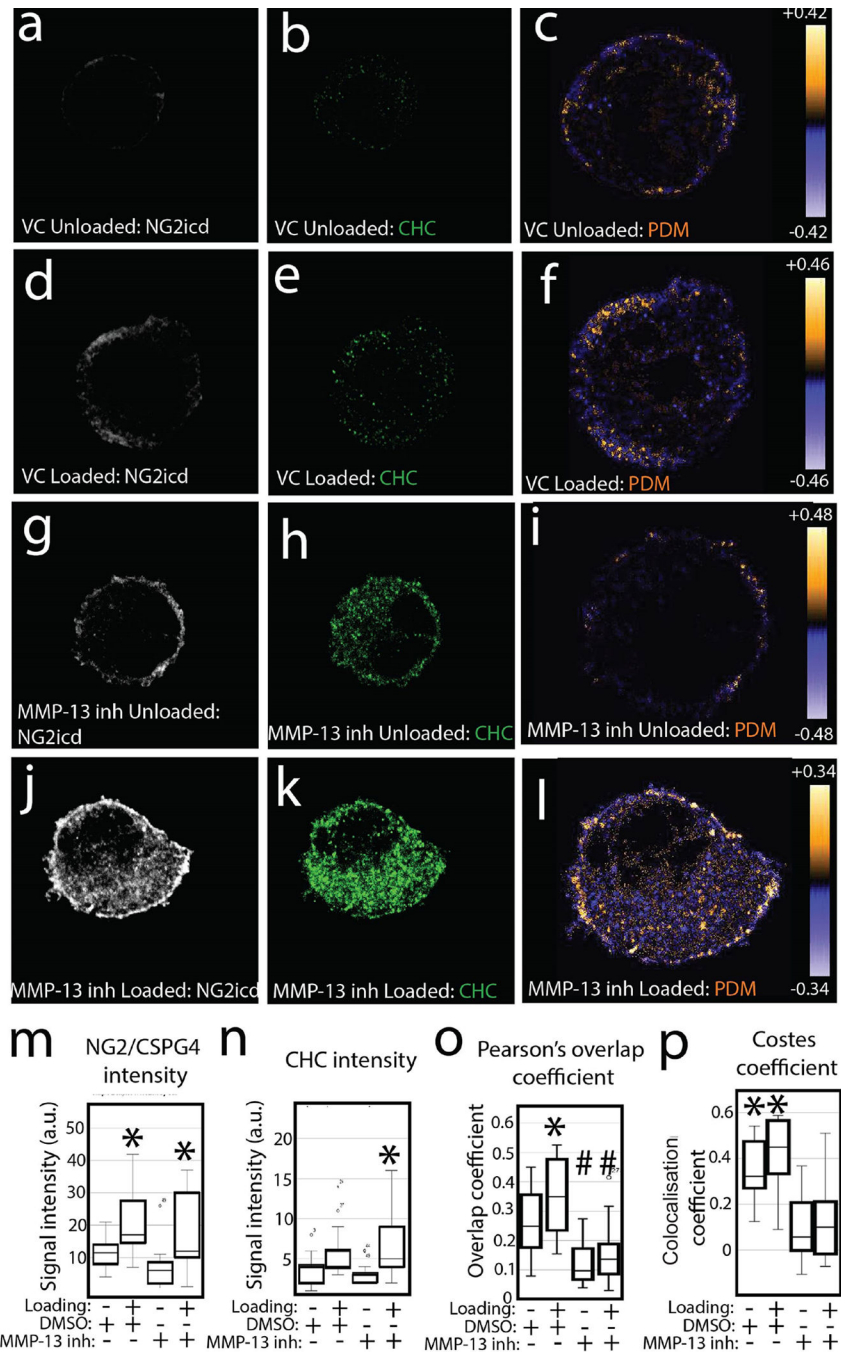 a
VC Unloaded: NG2icd
b
VC Unloaded: CHC
c
VC Unloaded: PDM
+0.42
-0.42
d
VC Loaded: NG2icd
e
VC Loaded: CHC
f
VC Loaded: PDM
+0.46
-0.46
g
MMP-13 inh Unloaded:
NG2icd
h
MMP-13 inh Unloaded: CHC
i
MMP-13 inh Unloaded: PDM
+0.48
-0.48
j
MMP-13 inh Loaded: NG2icd
k
MMP-13 inh Loaded: CHC
l
MMP-13 inh Loaded: PDM
+0.34
-0.34
m
NG2/CSPG4
intensity
Signal intensity (a.u.)
50
40
30
20
10
* *
Loading: - + - +
DMSO: + + - -
MMP-13 inh: - - + +
n
CHC intensity
Signal intensity (a.u.)
20
15
10
5
*
- + - +
+ + - -
- - + +
o
Pearson's overlap
coefficient
Overlap coefficient
0.6
0.5
0.4
0.3
0.2
0.1
0
* # #
- + - +
+ + - -
- - + +
p
Costes
coefficient
Colocalisation
coefficient
0.6
0.4
0.2
0
* *
Loading: - + - +
DMSO: + + - -
MMP-13 inh: - - + +